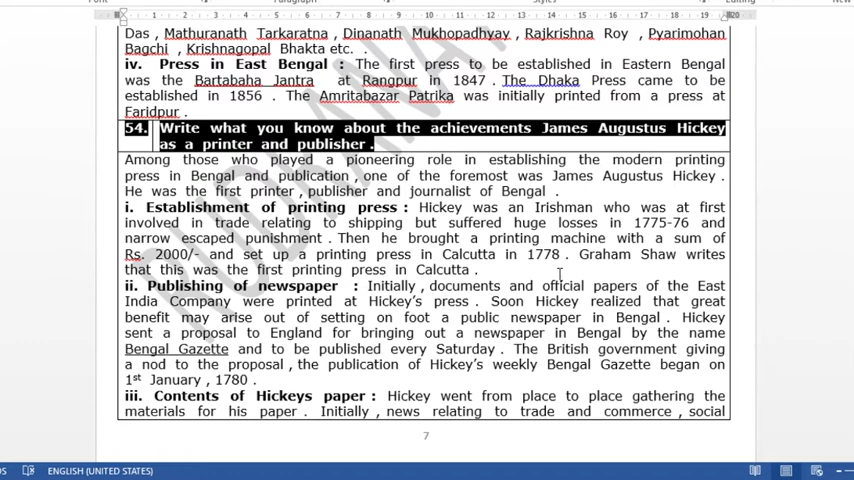 Das , Mathuranath Tarkaratna , Dinanath Mukhopadhyay , Rajkrishna Roy , Pyarimohan
Bagchi , Krishnagopal Bhakta etc. .
iv. Press in East Bengal : The first press to be established in Eastern Bengal
was the Bartabaha Jantra at Rangpur in 1847 . The Dhaka Press came to be
established in 1856 . The Amritabazar Patrika was initially printed from a press at
Faridpur .
54. Write what you know about the achievements James Augustus Hickey
as a printer and publisher .
Among those who played a pioneering role in establishing the modern printing
press in Bengal and publication , one of the foremost was James Augustus Hickey .
He was the first printer , publisher and journalist of Bengal .
i. Establishment of printing press : Hickey was an Irishman who was at first
involved in trade relating to shipping but suffered huge losses in 1775-76 and
narrow escaped punishment . Then he brought a printing machine with a sum of
Rs. 2000/- and set up a printing press in Calcutta in 1778 . Graham Shaw writes
that this was the first printing press in Calcutta .
ii. Publishing of newspaper : Initially , documents and official papers of the East
India Company were printed at Hickey's press . Soon Hickey realized that great
benefit may arise out of setting on foot a public newspaper in Bengal . Hickey
sent a proposal to England for bringing out a newspaper in Bengal by the name
Bengal Gazette and to be published every Saturday . The British government giving
a nod to the proposal , the publication of Hickey's weekly Bengal Gazette began on
1st January , 1780 .
iii. Contents of Hickeys paper : Hickey went from place to place gathering the
materials for his paper . Initially , news relating to trade and commerce , social
7
ENGLISH (UNITED STATES)